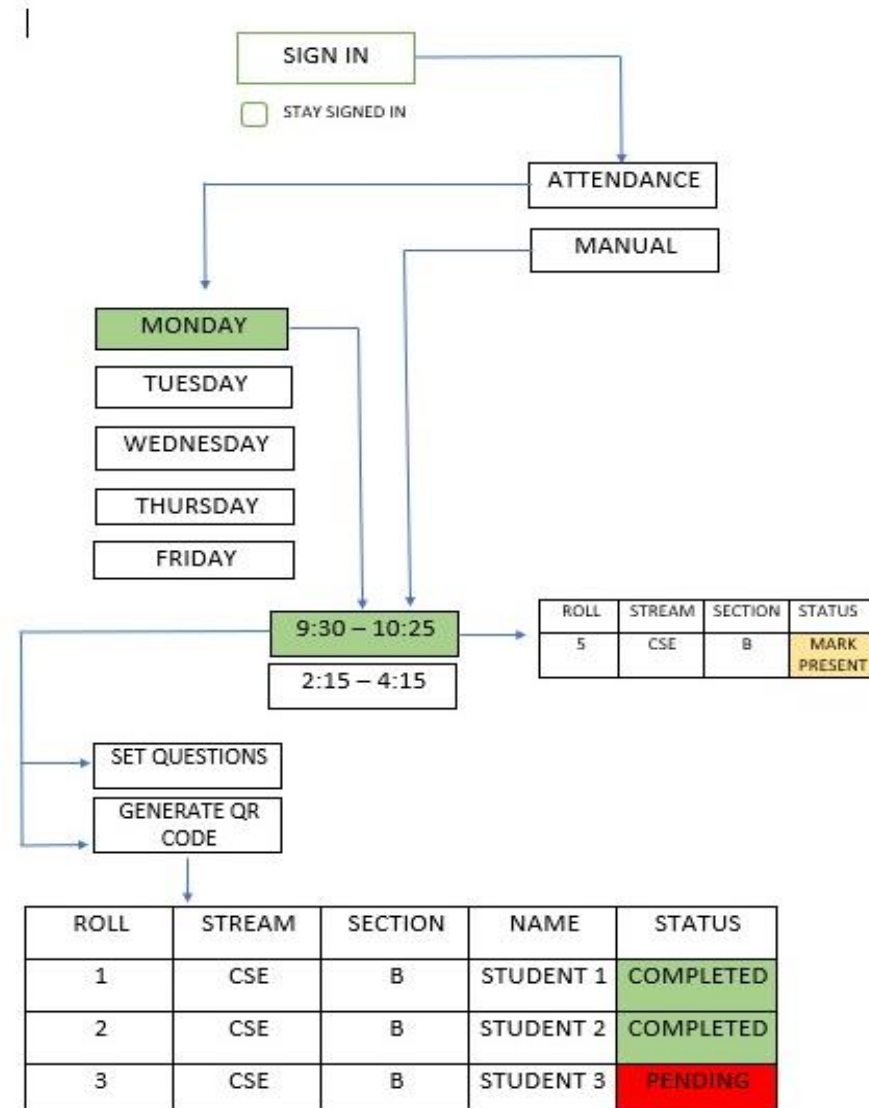 SIGN IN
STAY SIGNED IN
ATTENDANCE
MANUAL
MONDAY
TUESDAY
WEDNESDAY
THURSDAY
FRIDAY
9:30 – 10:25
2:15 – 4:15
ROLL STREAM SECTION STATUS
5 CSE B MARK
PRESENT
SET QUESTIONS
GENERATE QR
CODE
ROLL STREAM SECTION NAME STATUS
1 CSE B STUDENT 1 COMPLETED
2 CSE B STUDENT 2 COMPLETED
3 CSE B STUDENT 3 PENDING